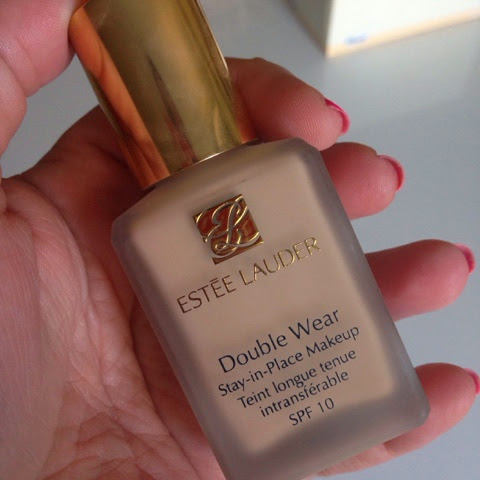 ESTĒE LAUDER
Double Wear
Stay-in-Place Makeup
Teint longue tenue
intransférable
SPF 10